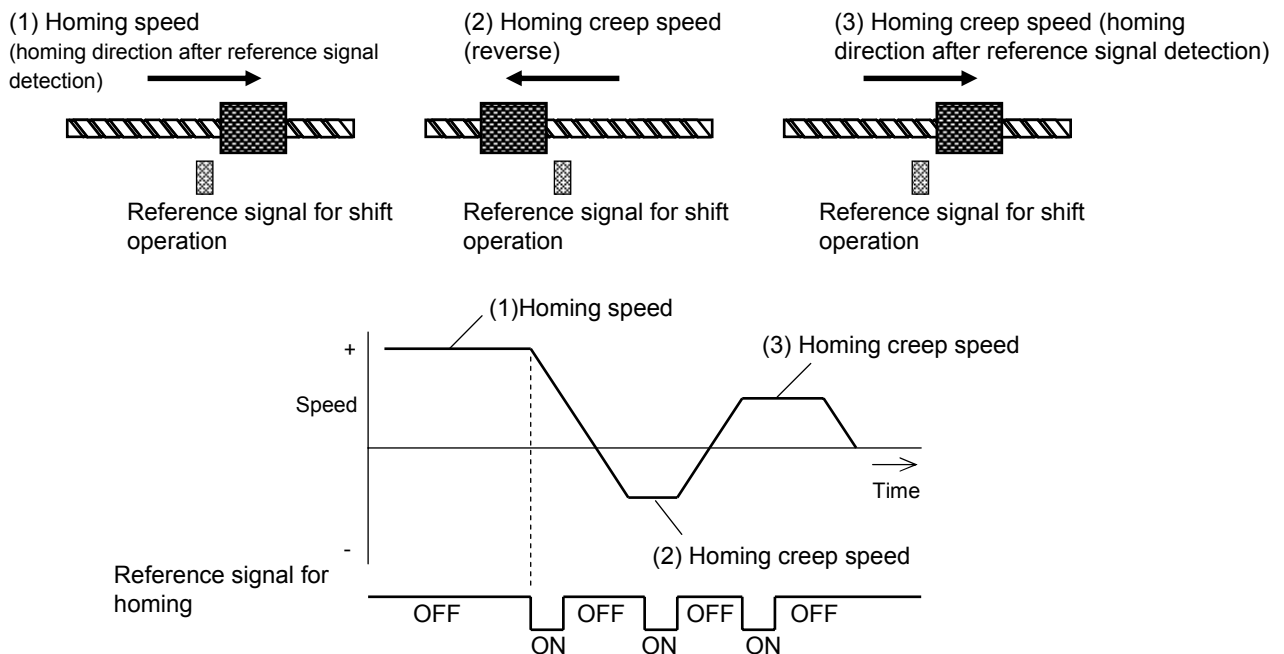 (1) Homing speed
(homing direction after reference signal
detection)
(2) Homing creep speed
(reverse)
(3) Homing creep speed (homing
direction after reference signal detection)
Reference signal for shift
operation
Reference signal for shift
operation
Reference signal for shift
operation
(1)Homing speed
+
(3) Homing creep speed
Speed
Time
(2) Homing creep speed
-
Reference signal for
homing
OFF
OFF
OFF
OFF
ON
ON
ON